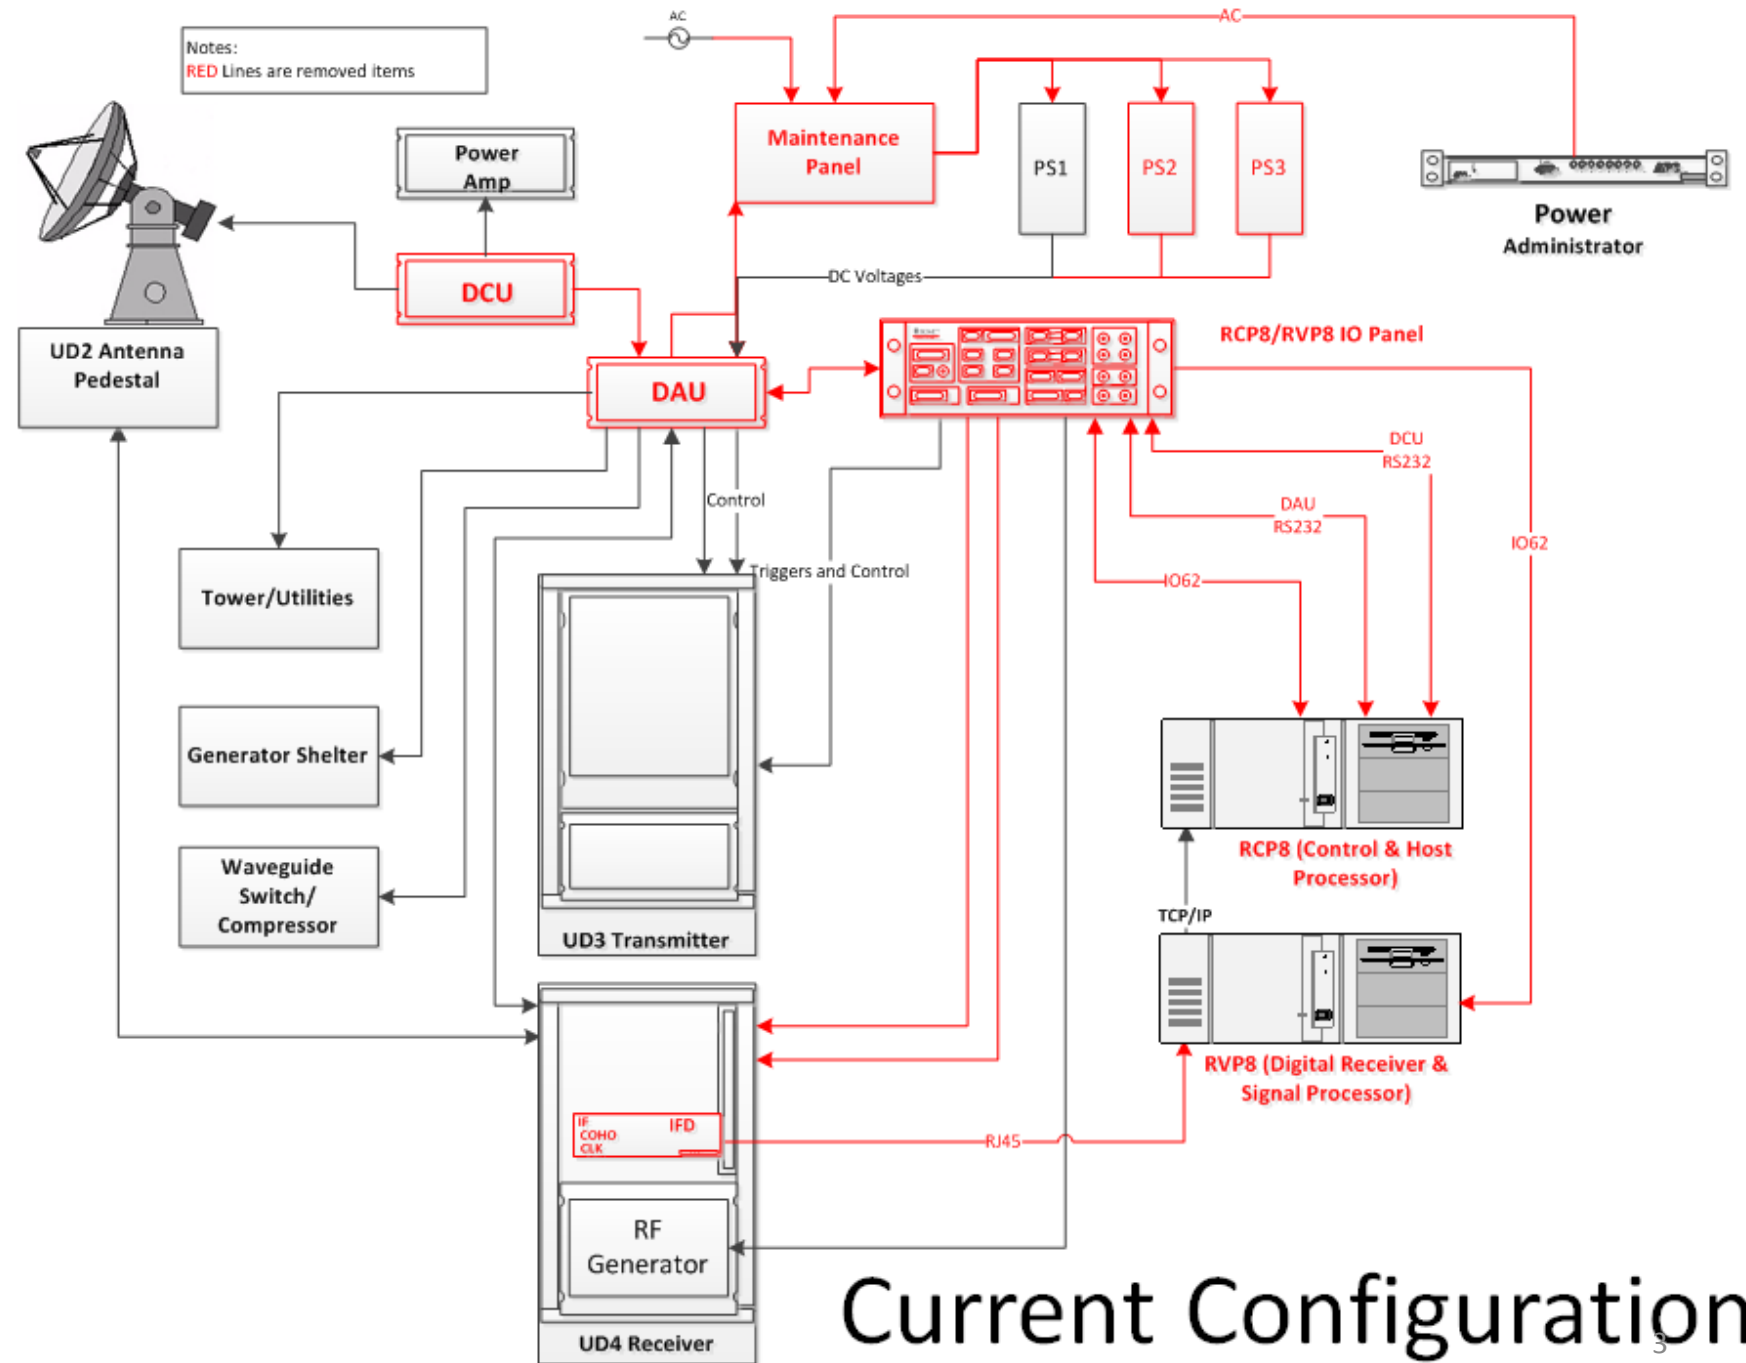 Notes:
RED Lines are removed items
AC
AC
Power
Amp
Maintenance
Panel
PS1
PS2
PS3
Power
Administrator
DCU
DC Voltages
UD2 Antenna
Pedestal
DAU
RCP8/RVP8 IO Panel
DCU
RS232
DAU
RS232
IO62
IO62
Control
Triggers and Control
Tower/Utilities
Generator Shelter
Waveguide
Switch/
Compressor
UD3 Transmitter
RCP8 (Control & Host
Processor)
TCP/IP
RVP8 (Digital Receiver &
Signal Processor)
IF
COHO
CLK
IFD
RJ45
RF
Generator
UD4 Receiver
Current Configuration
3